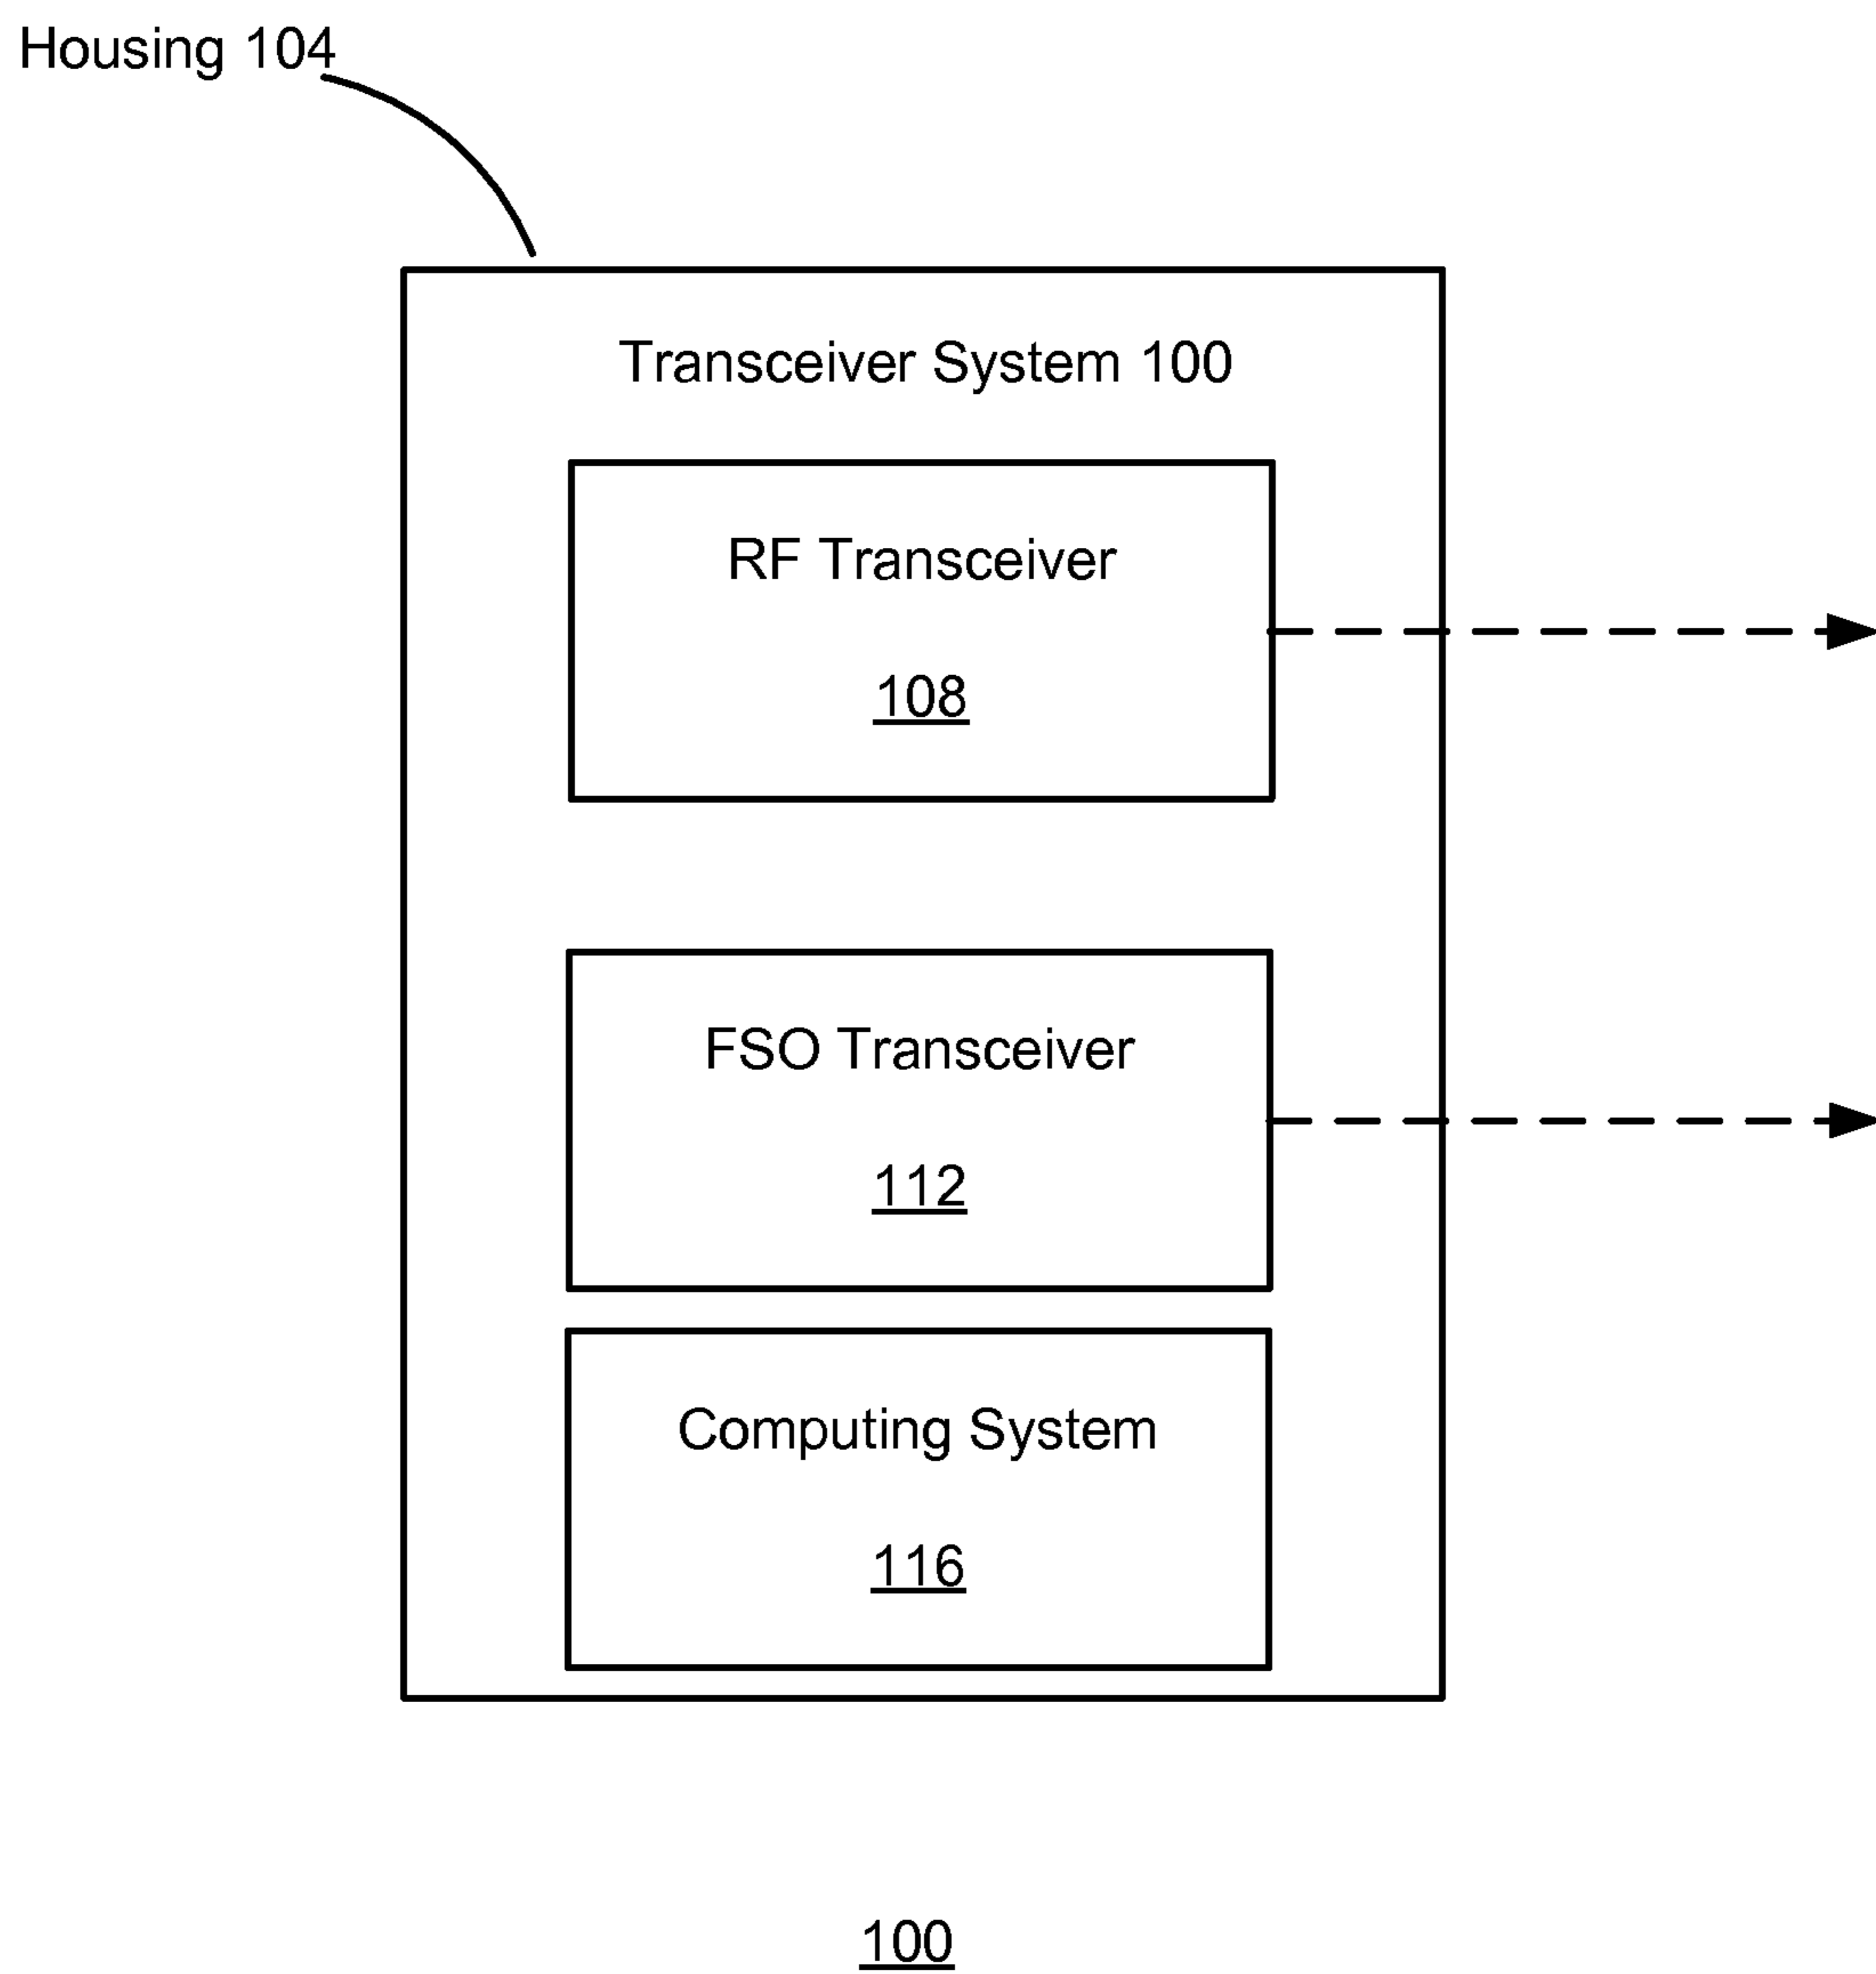 Housing 104
Transceiver System 100
RF Transceiver
108
FSO Transceiver
112
Computing System
116
100